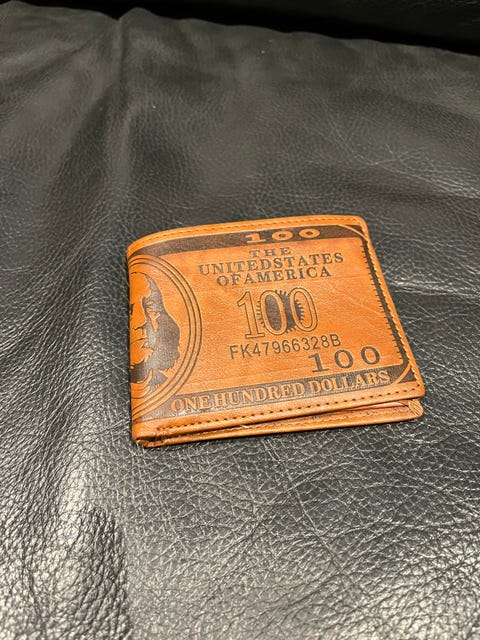 100
THE
UNITEDSTATES
OFAMERICA
100
FK47966328B
100
ONE HUNDRED DOLLARS